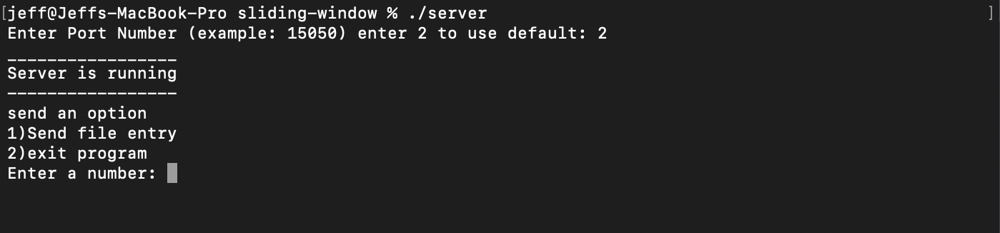 [jeff@Jeffs-MacBook-Pro sliding-window % ./server ]
Enter Port Number (example: 15050) enter 2 to use default: 2
_________________
Server is running
-----------------
send an option
1)Send file entry
2)exit program
Enter a number: